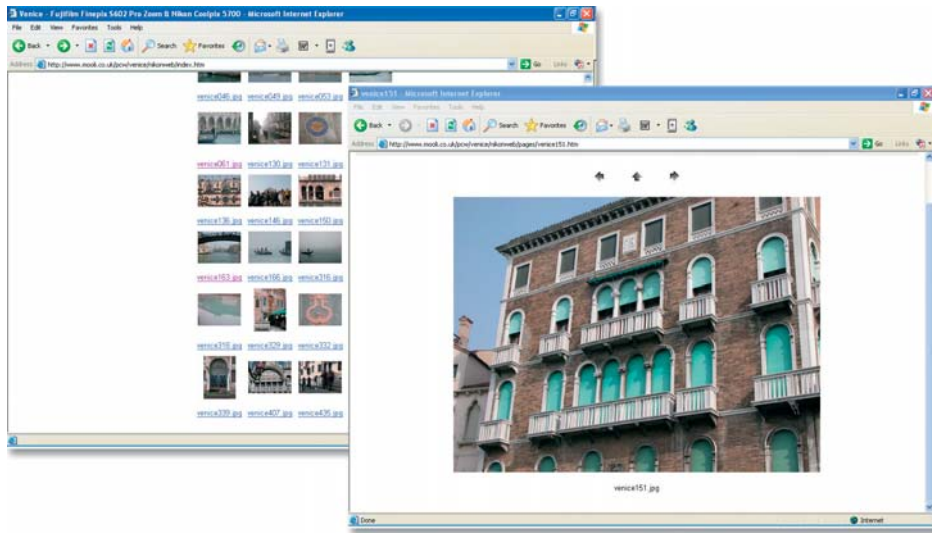 Venice - Fujifilm Finepix S602 Pro Zoom & Nikon Coolpix 5700 - Microsoft Internet Explorer
File Edit View Favorites Tools Help
Back Search Favorites
Address http://www.mooli.co.uk/pcw/venice/nikonweb/index.htm Go Links
venice046.jpg venice049.jpg venice053.jpg
venice061.jpg venice130.jpg venice131.jpg
venice136.jpg venice146.jpg venice150.jpg
venice163.jpg venice166.jpg venice316.jpg
venice318.jpg venice329.jpg venice332.jpg
venice339.jpg venice407.jpg venice435.jpg
venice151 - Microsoft Internet Explorer
File Edit View Favorites Tools Help
Back Search Favorites
Address http://www.mooli.co.uk/pcw/venice/nikonweb/pages/venice151.htm Go Links
venice151.jpg
Done Internet